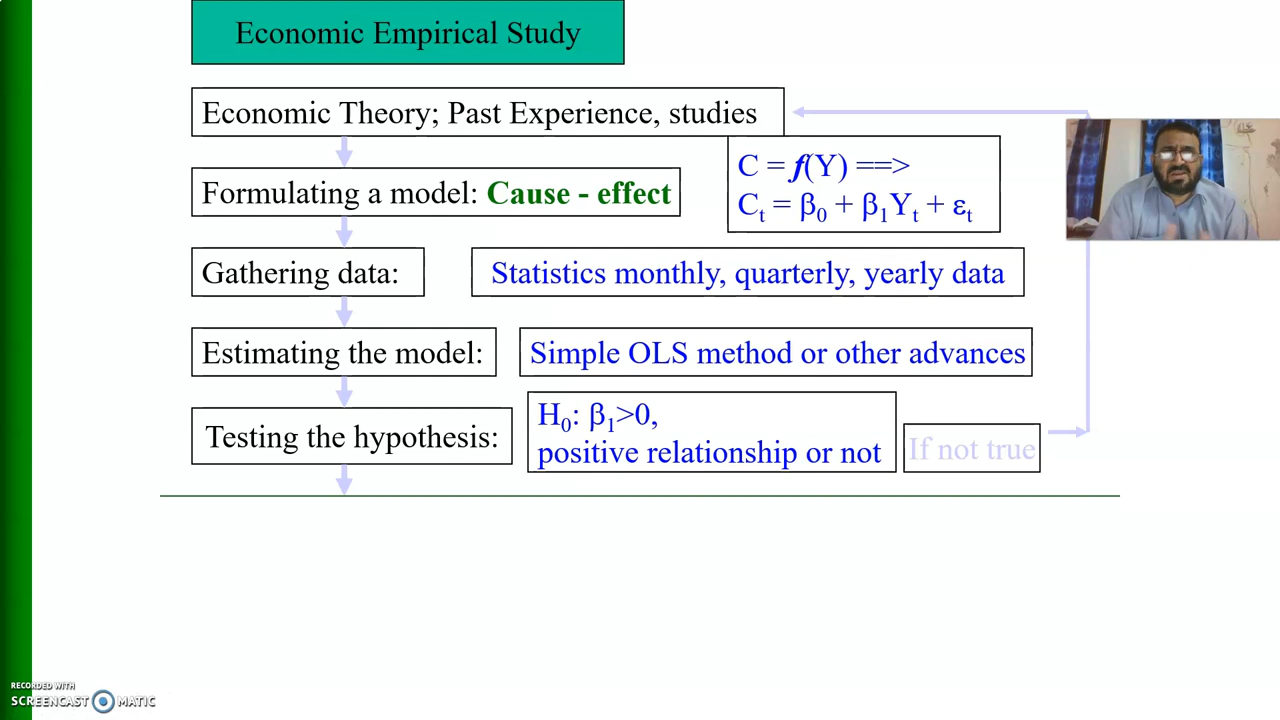 Economic Empirical Study
Economic Theory; Past Experience, studies
C = f(Y) ==>
Formulating a model: Cause - effect
Cₜ = β₀ + β₁Yₜ + εₜ
Gathering data:
Statistics monthly, quarterly, yearly data
Estimating the model:
Simple OLS method or other advances
Testing the hypothesis:
H₀: β₁>0,
positive relationship or not
If not true
RECORDED WITH
SCREENCAST MATIC